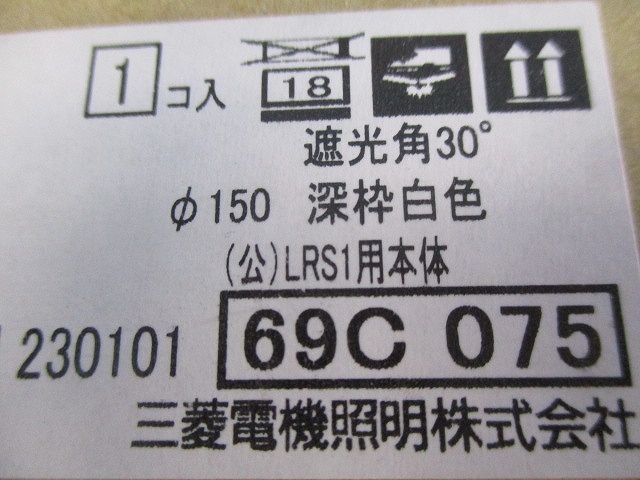 1 コ入 18
遮光角30°
φ150 深枠白色
(公)LRS1用本体
230101 69C 075
三菱電機照明株式会社